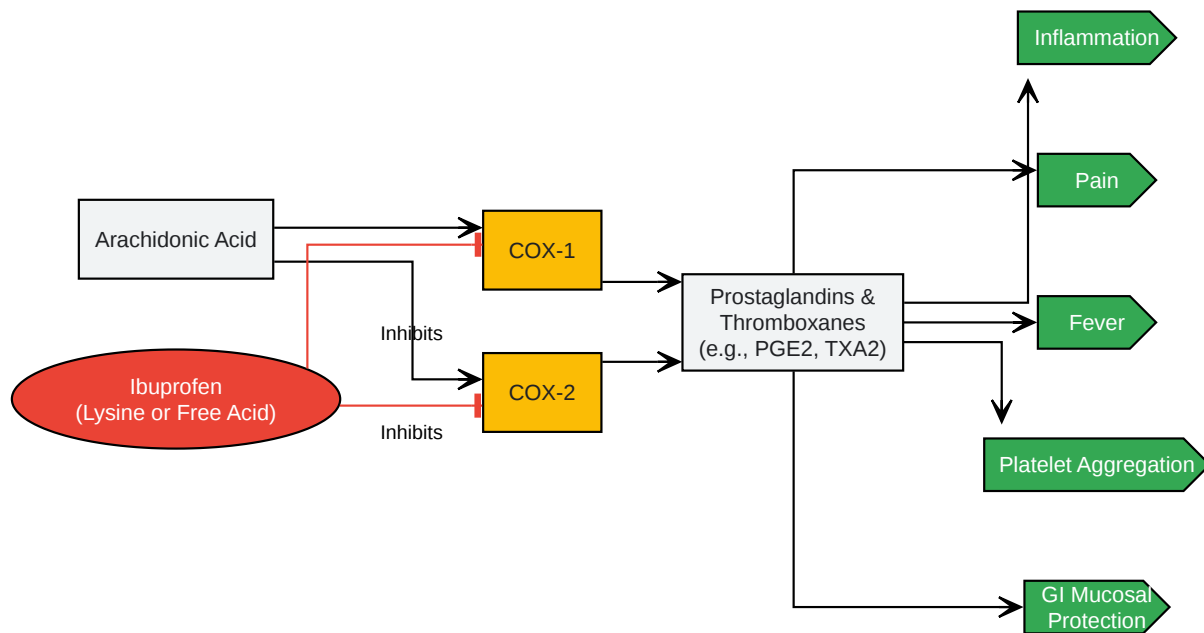 Inflammation
Pain
Arachidonic Acid
COX-1
Prostaglandins &
Thromboxanes
(e.g., PGE2, TXA2)
Fever
Inhibits
Ibuprofen
(Lysine or Free Acid)
COX-2
Inhibits
Platelet Aggregation
GI Mucosal
Protection